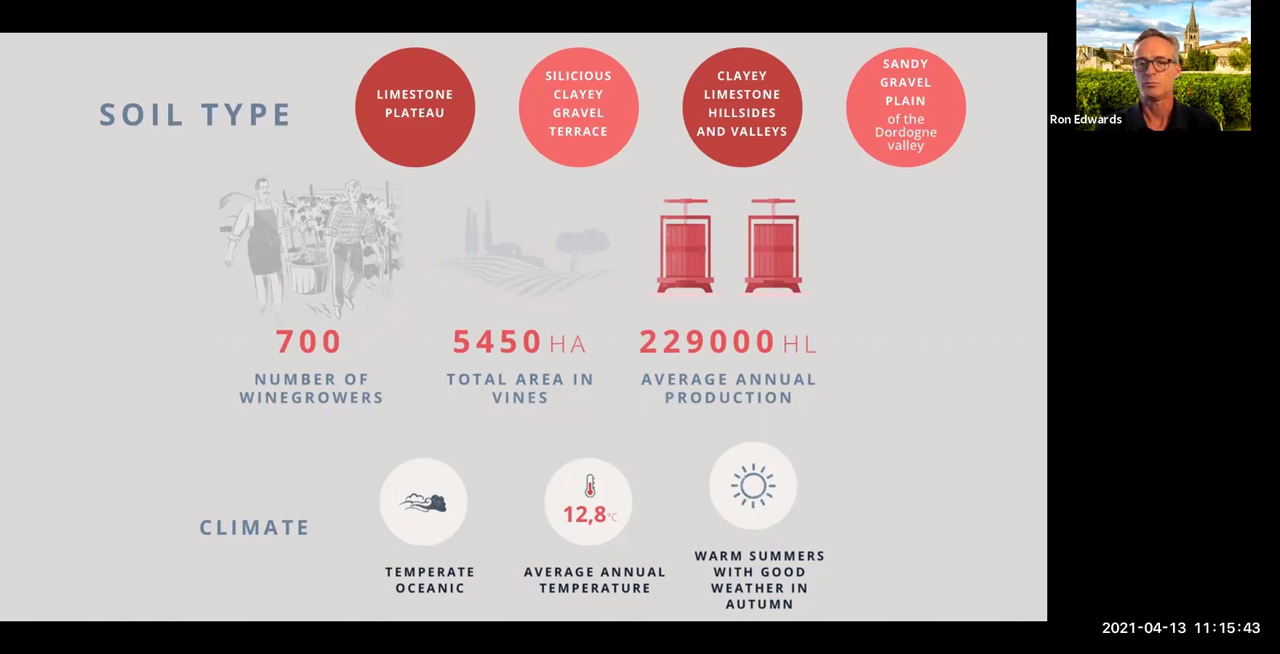 SOIL TYPE
LIMESTONE
PLATEAU
SILICIOUS
CLAYEY
GRAVEL
TERRACE
CLAYEY
LIMESTONE
HILLSIDES
AND VALLEYS
SANDY
GRAVEL
PLAIN
of the
Dordogne
valley
Ron Edwards
700
NUMBER OF
WINEGROWERS
5450 HA
TOTAL AREA IN
VINES
229000 HL
AVERAGE ANNUAL
PRODUCTION
CLIMATE
TEMPERATE
OCEANIC
12,8°C
AVERAGE ANNUAL
TEMPERATURE
WARM SUMMERS
WITH GOOD
WEATHER IN
AUTUMN
2021-04-13 11:15:43